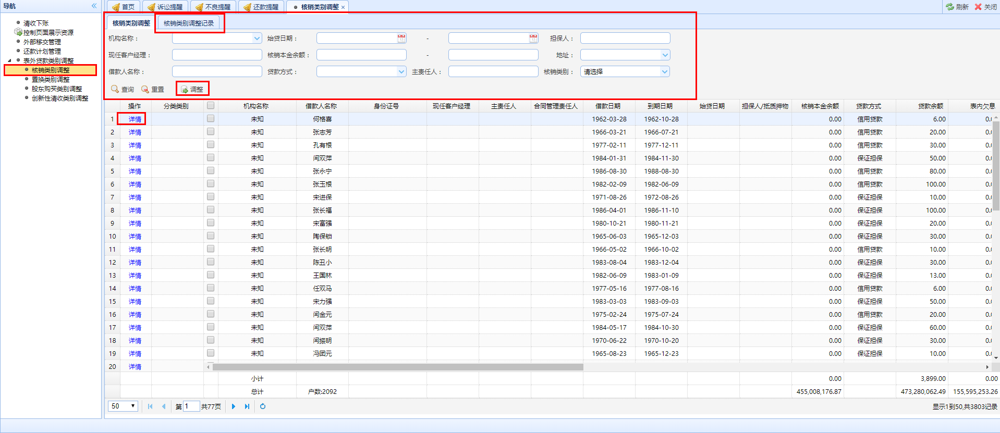 导航
首页 诉讼提醒 不良提醒 还款提醒 核销类别调整 × 刷新 关闭
清收下账
控制页面展示资源
外部移交管理
还款计划管理
表外贷款类别调整
核销类别调整
置换类别调整
股东购买类别调整
创新性清收类别调整
核销类别调整 核销类别调整记录
机构名称： 始贷日期： - 担保人：
现任客户经理： 核销本金余额： - 地址：
借款人名称： 贷款方式： 主责任人： 核销类别： 请选择
查询 重置 调整
操作 分类类别 机构名称 借款人名称 身份证号 现任客户经理 主责任人 合同管理责任人 借款日期 到期日期 始贷日期 担保人/抵质押物 核销本金余额 贷款方式 贷款余额 表内欠息
1 详情 未知 何格喜 1962-03-28 1962-10-28 0.00 信用贷款 6.00 0.0
2 详情 未知 张志芳 1966-03-21 1966-07-21 0.00 信用贷款 20.00 0.0
3 详情 未知 孔有根 1977-02-11 1977-12-11 0.00 信用贷款 30.00 0.0
4 详情 未知 闫双萍 1984-01-31 1984-11-30 0.00 保证担保 50.00 0.0
5 详情 未知 张永宁 1986-08-30 1988-08-30 0.00 信用贷款 80.00 0.0
6 详情 未知 张玉根 1982-02-09 1982-06-09 0.00 信用贷款 100.00 0.0
7 详情 未知 宋进保 1971-08-26 1972-08-26 0.00 保证担保 10.00 0.0
8 详情 未知 张长福 1986-04-01 1986-11-10 0.00 保证担保 100.00 0.0
9 详情 未知 宋富强 1980-10-21 1980-11-21 0.00 保证担保 20.00 0.0
10 详情 未知 陶保锁 1965-06-03 1965-12-03 0.00 保证担保 30.00 0.0
11 详情 未知 张长明 1966-05-02 1966-10-02 0.00 信用贷款 10.00 0.0
12 详情 未知 陈丑小 1983-08-04 1983-12-04 0.00 保证担保 30.00 0.0
13 详情 未知 王国林 1982-06-09 1983-01-09 0.00 保证担保 13.00 0.0
14 详情 未知 任双马 1977-05-16 1977-08-16 0.00 信用贷款 6.00 0.0
15 详情 未知 宋力强 1983-03-03 1983-09-03 0.00 保证担保 50.00 0.0
16 详情 未知 闫金元 1975-02-24 1975-07-24 0.00 信用贷款 20.00 0.0
17 详情 未知 闫双萍 1984-05-17 1984-10-30 0.00 保证担保 60.00 0.0
18 详情 未知 闫振明 1970-06-22 1970-10-20 0.00 保证担保 30.00 0.0
19 详情 未知 冯团元 1965-08-23 1965-12-23 0.00 保证担保 10.00 0.0
20 详情
小计 0.00 3,899.00 0.00
总计 户数:2092 455,008,176.87 473,280,062.49 155,595,253.26
50 第 1 共77页 显示1到50,共3803记录